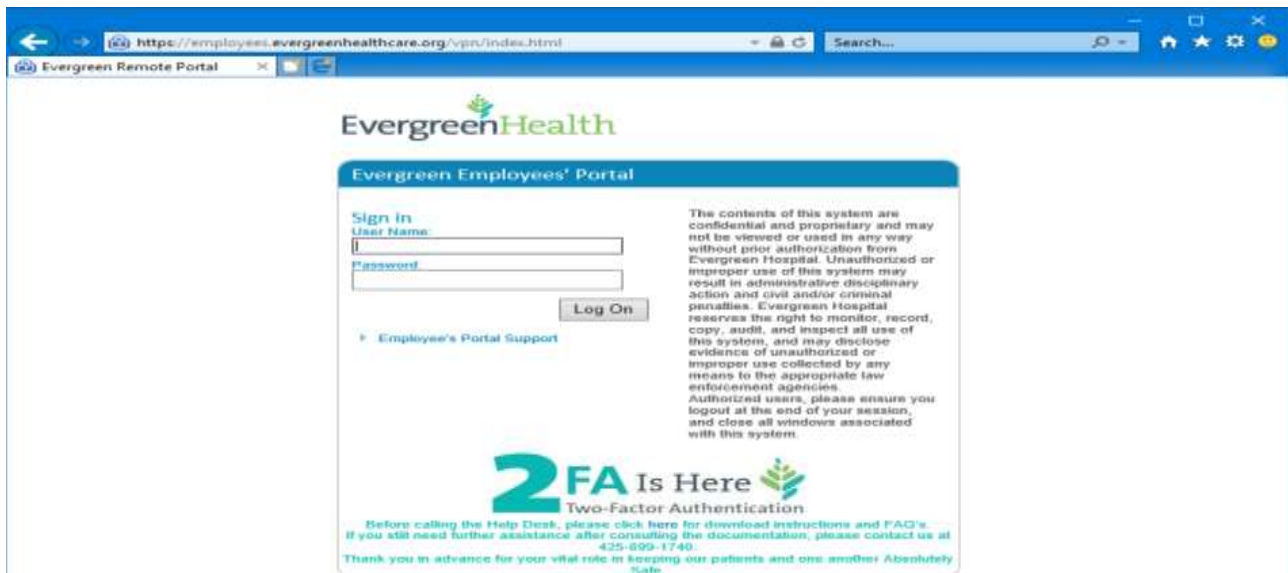 https://employees.evergreenhealthcare.org/vpn/index.html
Search...
Evergreen Remote Portal
EvergreenHealth
Evergreen Employees' Portal
Sign in
User Name:
Password
Log On
Employee's Portal Support
The contents of this system are
confidential and proprietary and may
not be viewed or used in any way
without prior authorization from
Evergreen Hospital. Unauthorized or
improper use of this system may
result in administrative disciplinary
action and civil and/or criminal
penalties. Evergreen Hospital
reserves the right to monitor, record,
copy, audit, and inspect all use of
this system, and may disclose
evidence of unauthorized or
improper use collected by any
means to the appropriate law
enforcement agencies.
Authorized users, please ensure you
logout at the end of your session,
and close all windows associated
with this system.
2FA Is Here
Two-Factor Authentication
Before calling the Help Desk, please click here for download instructions and FAQ's.
If you still need further assistance after consulting the documentation, please contact us at
425-899-1740.
Thank you in advance for your vital role in keeping our patients and one another Absolutely
Safe